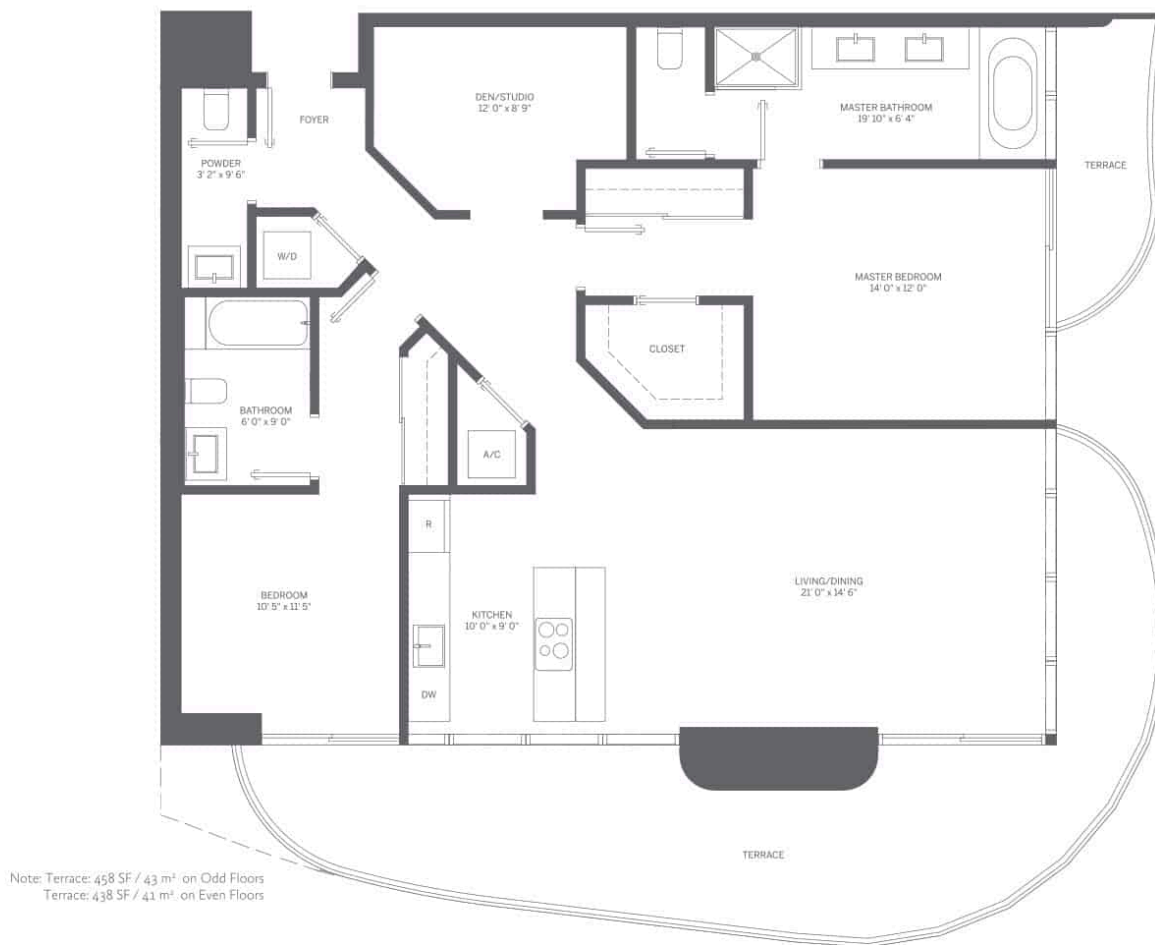 DEN/STUDIO
12' 0" x 8' 9"
MASTER BATHROOM
19' 10" x 6' 4"
FOYER
POWDER
3' 2" x 9' 6"
TERRACE
W/D
MASTER BEDROOM
14' 0" x 12' 0"
CLOSET
BATHROOM
6' 0" x 9' 0"
A/C
R
BEDROOM
10' 5" x 11' 5"
KITCHEN
10' 0" x 9' 0"
LIVING/DINING
21' 0" x 14' 6"
DW
TERRACE
Note: Terrace: 458 SF / 43 m² on Odd Floors
Terrace: 438 SF / 41 m² on Even Floors